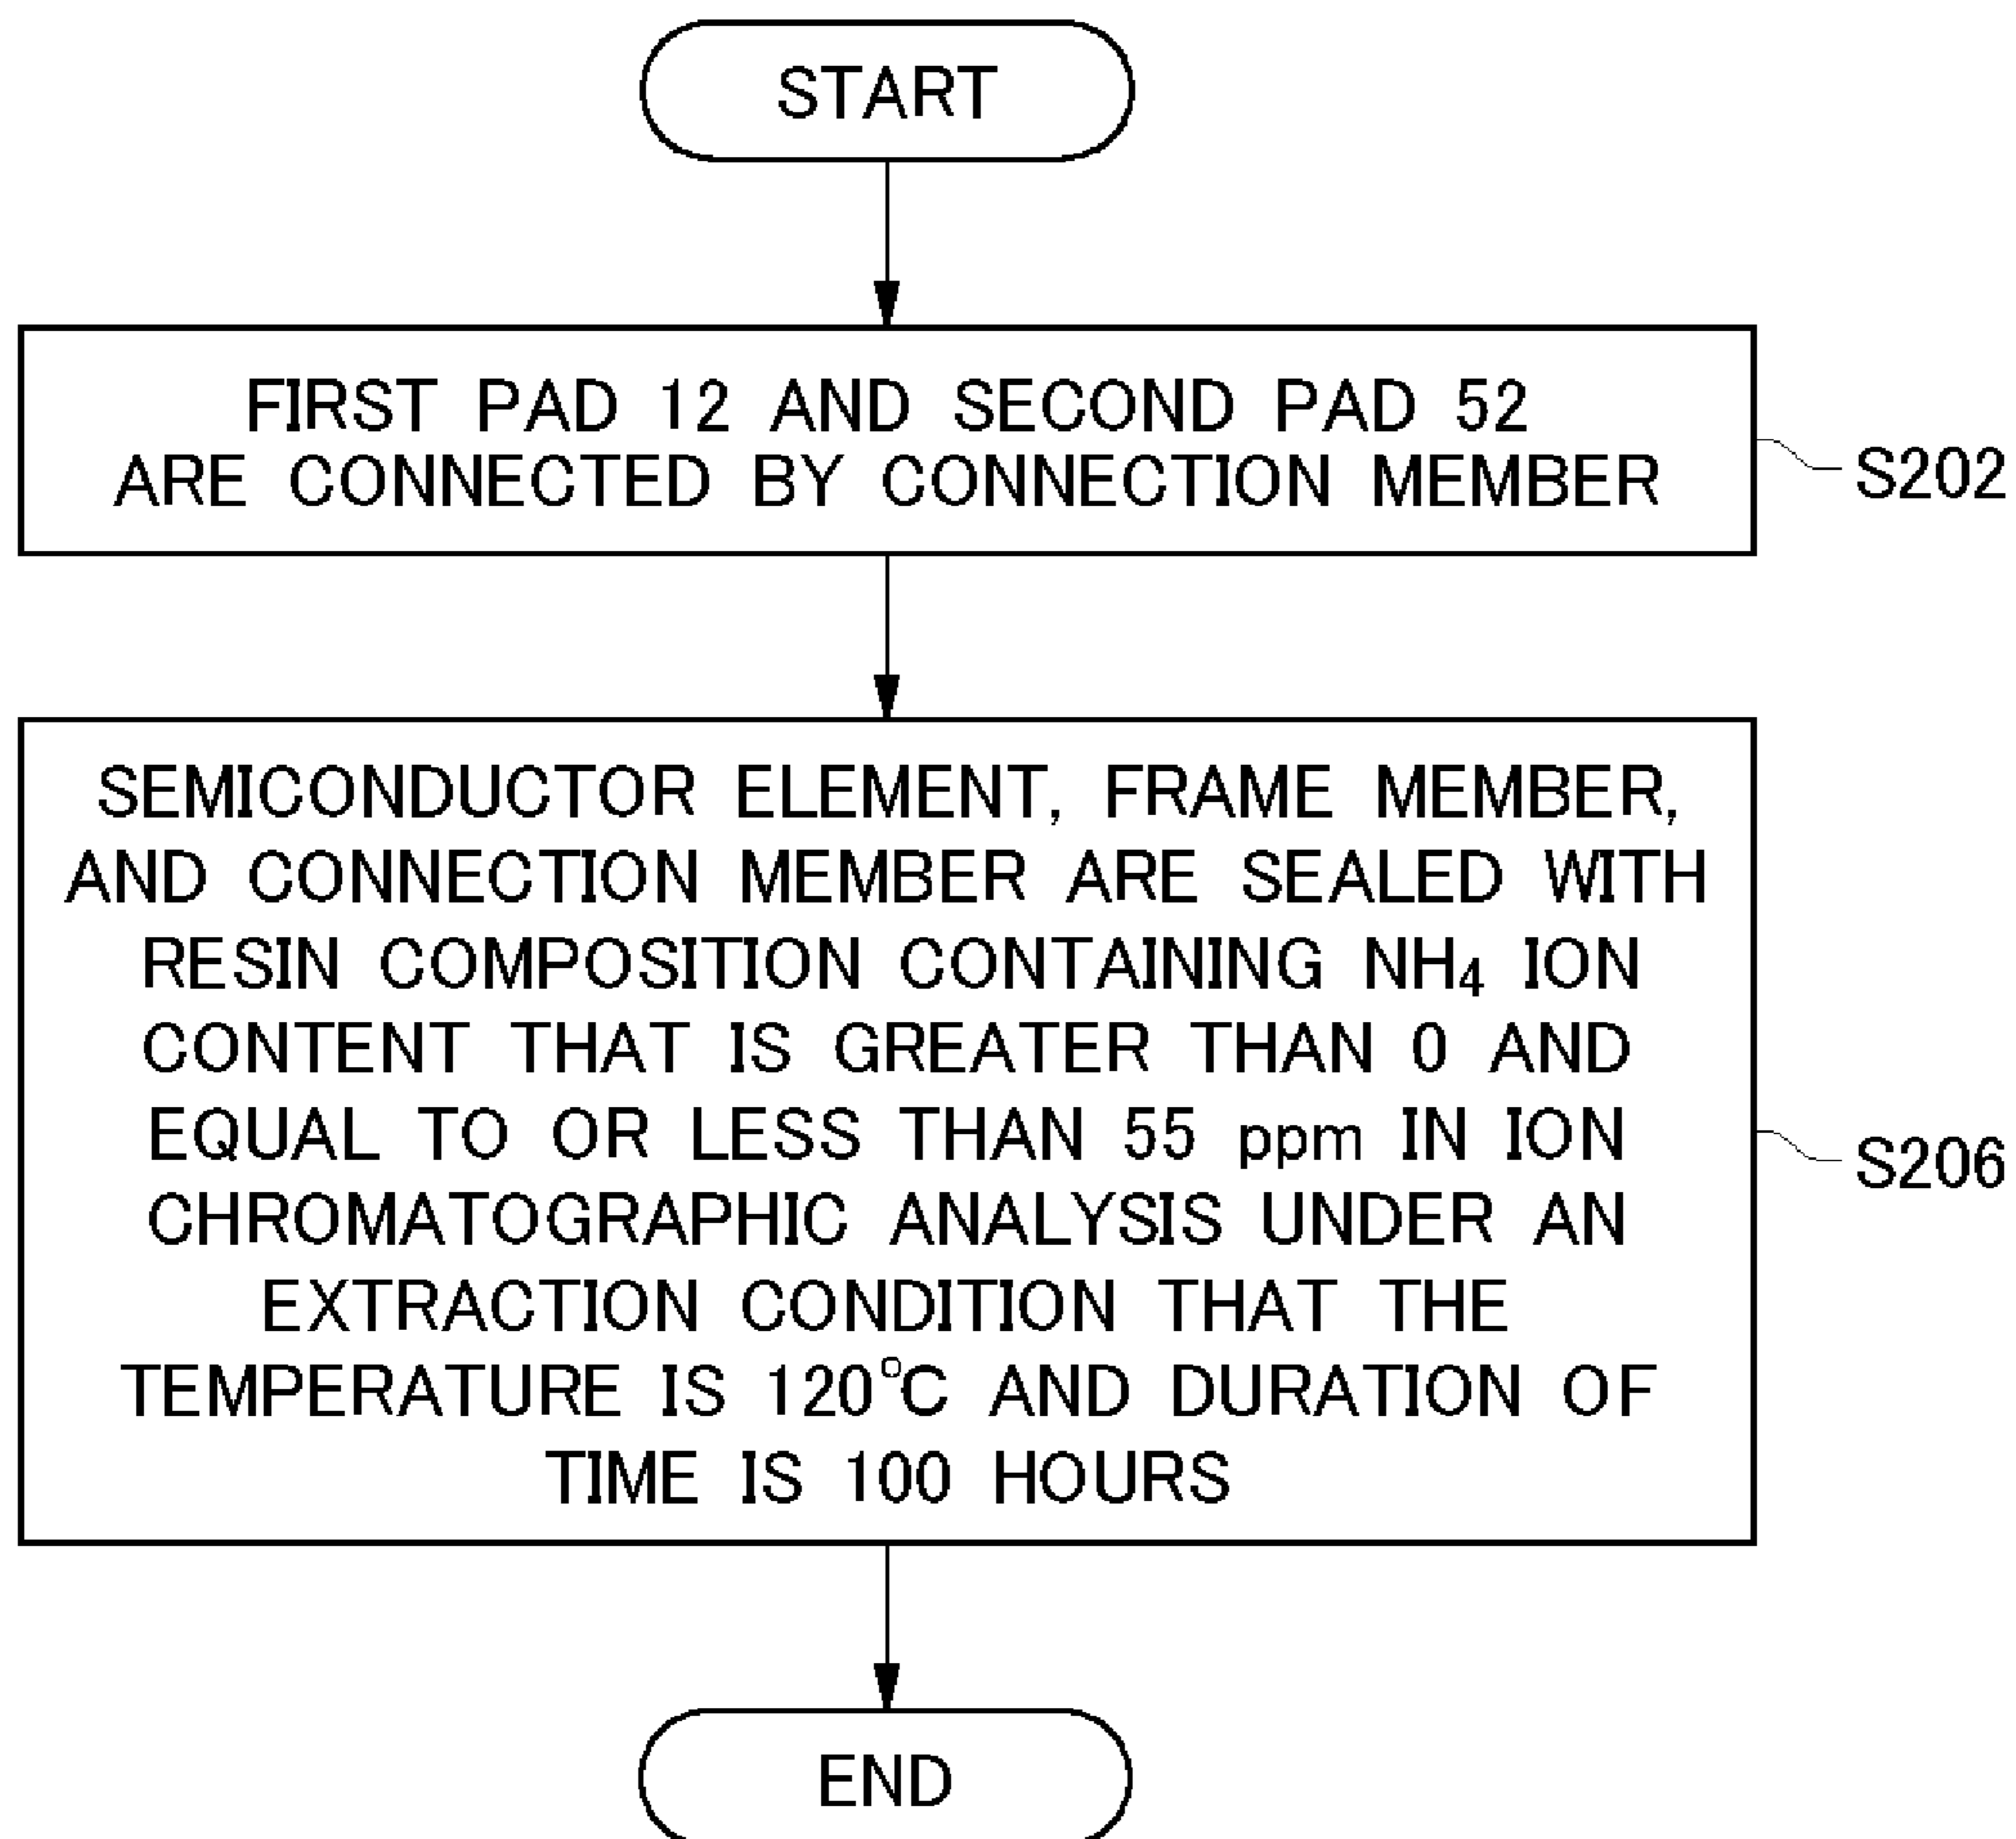 START
FIRST PAD 12 AND SECOND PAD 52
ARE CONNECTED BY CONNECTION MEMBER
S202
SEMICONDUCTOR ELEMENT, FRAME MEMBER,
AND CONNECTION MEMBER ARE SEALED WITH
RESIN COMPOSITION CONTAINING NH₄ ION
CONTENT THAT IS GREATER THAN 0 AND
EQUAL TO OR LESS THAN 55 ppm IN ION
CHROMATOGRAPHIC ANALYSIS UNDER AN
EXTRACTION CONDITION THAT THE
TEMPERATURE IS 120°C AND DURATION OF
TIME IS 100 HOURS
S206
END